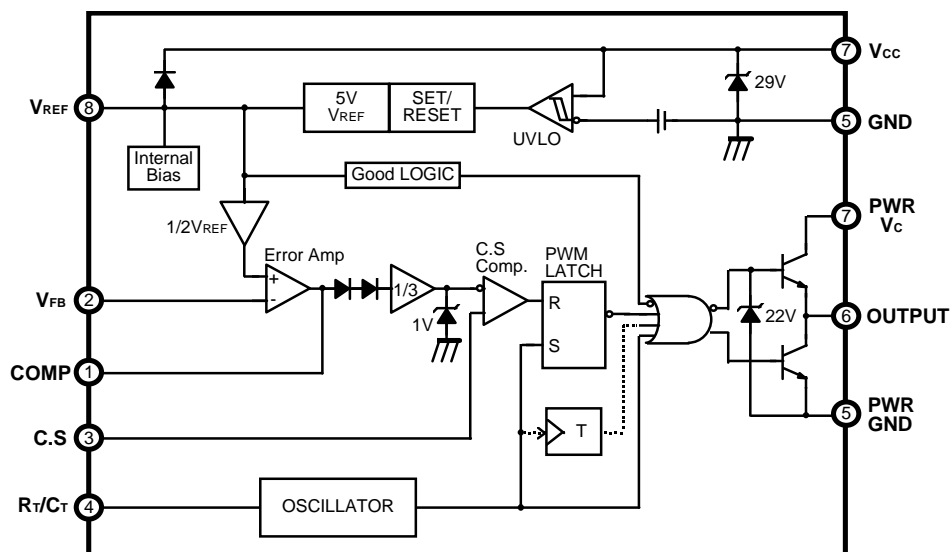 7
VCC
29V
5V
VREF
SET/
RESET
UVLO
8
VREF
5
GND
Internal
Bias
Good LOGIC
1/2VREF
7
PWR
VC
Error Amp
C.S
Comp.
PWM
LATCH
+
-
1/3
R
S
1V
22V
2
VFB
6
OUTPUT
1
COMP
3
C.S
T
5
PWR
GND
4
RT/CT
OSCILLATOR